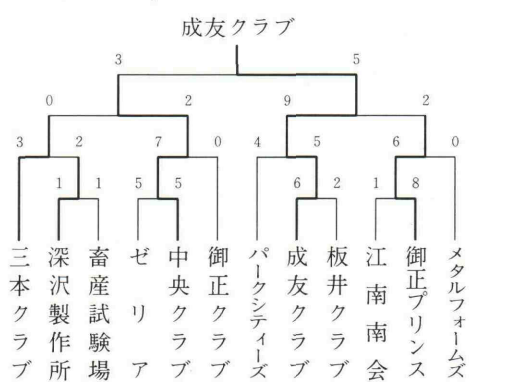 成友クラブ
3 5
0 2 9 2
3 2 7 0 4 5 6 0
1 1 5 5 6 2 1 8
三本クラブ
深沢製作所
畜産試験場
ゼリア
中央クラブ
御正クラブ
パークシティーズ
成友クラブ
板井クラブ
江南南会
御正プリンス
メタルフォームズ